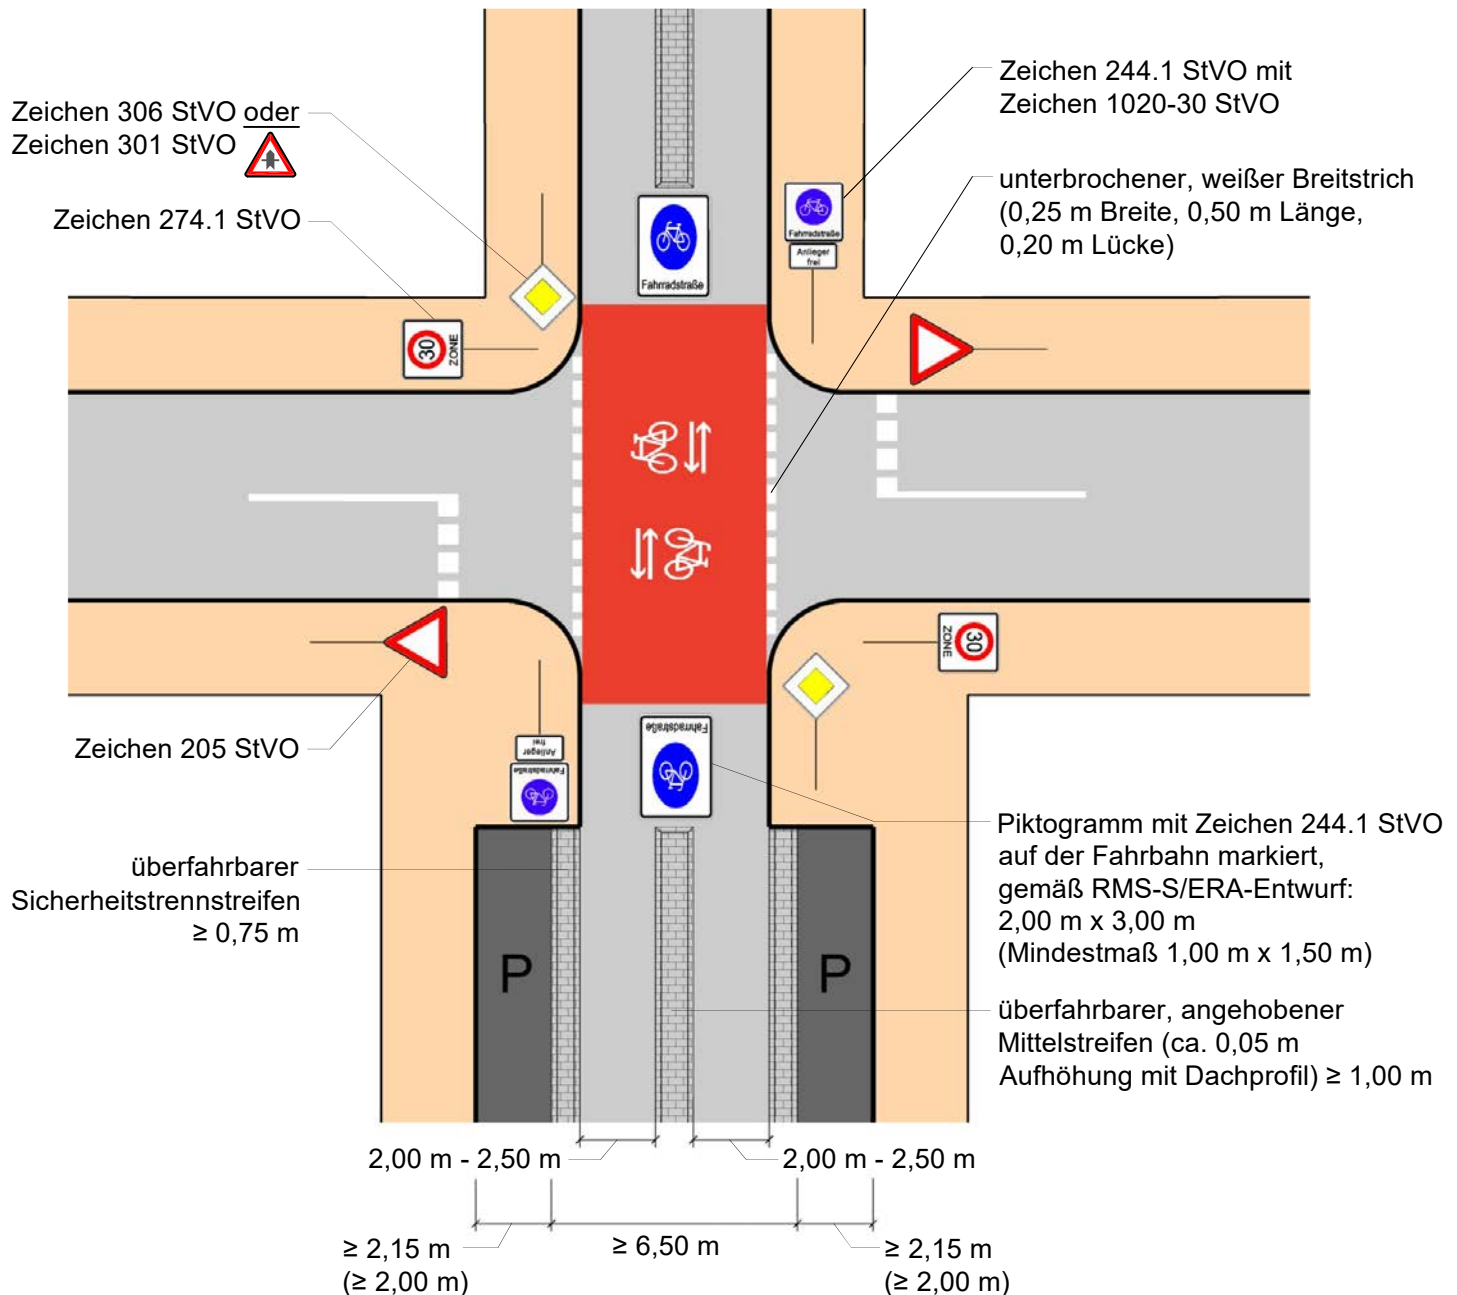 Zeichen 306 StVO oder
Zeichen 301 StVO
Zeichen 274.1 StVO
Zeichen 244.1 StVO mit
Zeichen 1020-30 StVO
unterbrochener, weißer Breitstrich
(0,25 m Breite, 0,50 m Länge,
0,20 m Lücke)
Fahrradstraße
Anlieger
frei
Fahrradstraße
30
ZONE
30
ZONE
Zeichen 205 StVO
Fahrradstraße
Anlieger
frei
Fahrradstraße
Piktogramm mit Zeichen 244.1 StVO
auf der Fahrbahn markiert,
gemäß RMS-S/ERA-Entwurf:
2,00 m x 3,00 m
(Mindestmaß 1,00 m x 1,50 m)
überfahrbarer
Sicherheitstrennstreifen
≥ 0,75 m
P
P
überfahrbarer, angehobener
Mittelstreifen (ca. 0,05 m
Aufhöhung mit Dachprofil) ≥ 1,00 m
2,00 m - 2,50 m
2,00 m - 2,50 m
≥ 2,15 m
(≥ 2,00 m)
≥ 6,50 m
≥ 2,15 m
(≥ 2,00 m)